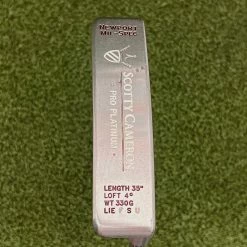 NEWPORT
MIL-SPEC
SCOTTY CAMERON
PRO PLATINUM
LENGTH 35"
LOFT 4°
WT 330G
LIE F S U